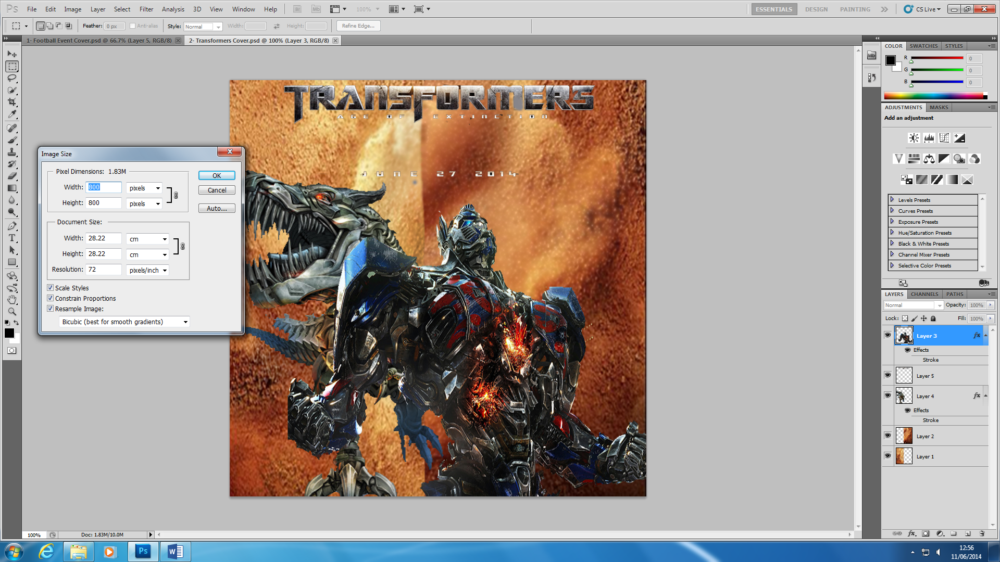 Ps File Edit Image Layer Select Filter Analysis 3D View Window Help Br Mb 100% ESSENTIALS DESIGN PAINTING CS Live
Feather: 0 px Anti-alias Style: Normal Width: Height: Refine Edge...
1- Football Event Cover.psd @ 66.7% (Layer 5, RGB/8) 2- Transformers Cover.psd @ 100% (Layer 3, RGB/8)
TRANSFORMERS
AGE OF EXTINCTION
JUNE 27 2014
Image Size
Pixel Dimensions: 1.83M
Width: 800 pixels
Height: 800 pixels
OK
Cancel
Auto...
Document Size:
Width: 28.22 cm
Height: 28.22 cm
Resolution: 72 pixels/inch
Scale Styles
Constrain Proportions
Resample Image:
Bicubic (best for smooth gradients)
Mb
COLOR SWATCHES STYLES
R 0
G 0
B 0
ADJUSTMENTS MASKS
Add an adjustment
Levels Presets
Curves Presets
Exposure Presets
Hue/Saturation Presets
Black & White Presets
Channel Mixer Presets
Selective Color Presets
LAYERS CHANNELS PATHS
Normal Opacity: 100%
Lock: Fill: 100%
Layer 3 fx
Effects
Stroke
Layer 5
Layer 4 fx
Effects
Stroke
Layer 2
Layer 1
100% Doc: 1.83M/10.0M
Ps W
12:56
11/06/2014